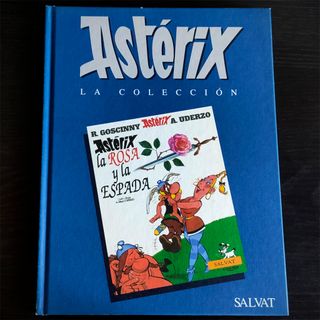 Astérix
LA COLECCIÓN
R. GOSCINNY Astérix A. UDERZO
Astérix
la ROSA
y la
ESPADA
SALVAT
SALVAT